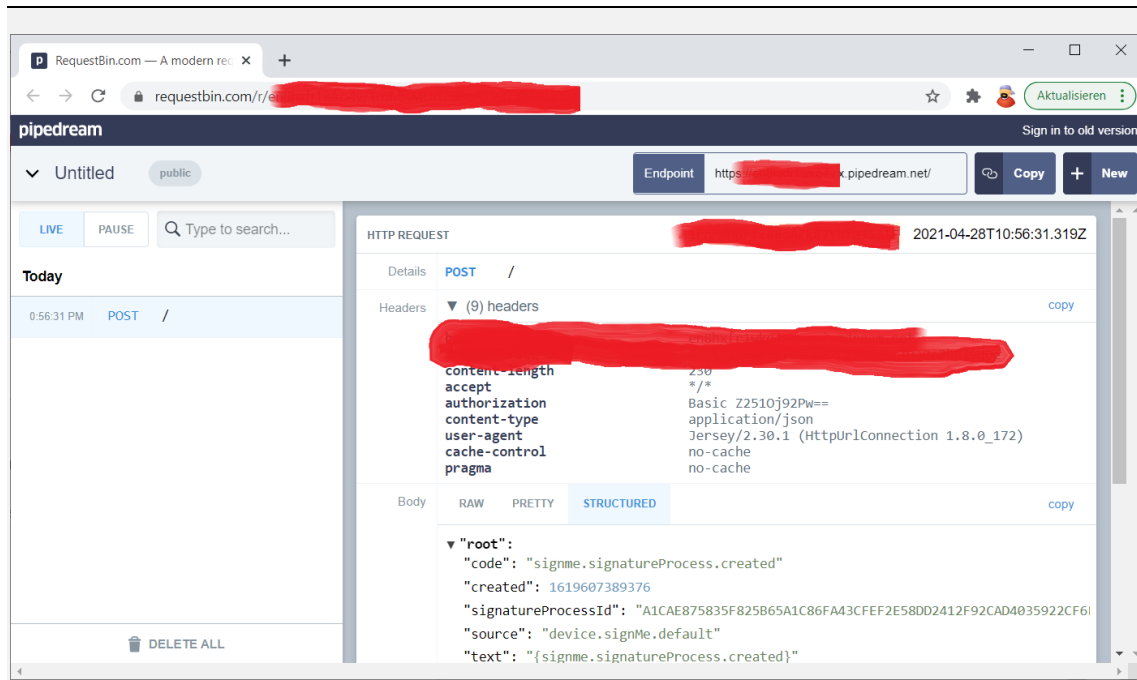 RequestBin.com — A modern rec
requestbin.com/r/e
Aktualisieren
pipedream
Sign in to old version
Untitled
public
Endpoint
https
x.pipedream.net/
Copy
+ New
LIVE
PAUSE
Type to search...
Today
0:56:31 PM POST /
DELETE ALL
HTTP REQUEST
2021-04-28T10:56:31.319Z
Details POST /
Headers (9) headers copy
content-length 230
accept */*
authorization Basic Z251Oj92Pw==
content-type application/json
user-agent Jersey/2.30.1 (HttpUrlConnection 1.8.0_172)
cache-control no-cache
pragma no-cache
Body RAW PRETTY STRUCTURED copy
"root":
"code": "signme.signatureProcess.created"
"created": 1619607389376
"signatureProcessId": "A1CAE875835F825B65A1C86FA43CFEF2E58DD2412F92CAD4035922CF6
"source": "device.signMe.default"
"text": "{signme.signatureProcess.created}"